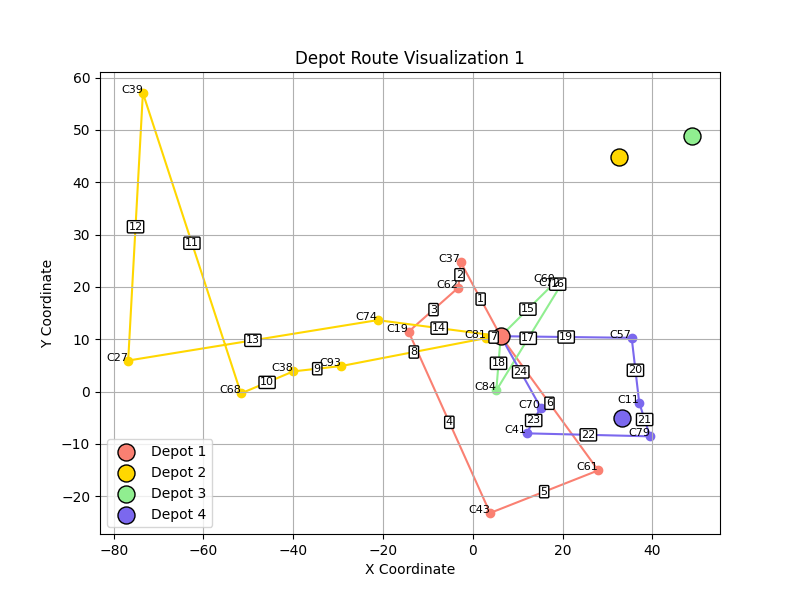 Depot Route Visualization 1
60
50
40
30
20
10
0
−10
−20
−80
−60
−40
−20
0
20
40
Y Coordinate
X Coordinate
C39
12
11
C37
2
C62
1
3
C69
16
15
C74
14
C19
C81
7
17
19
C57
13
8
C27
C38
9
C93
10
C68
18
24
20
C84
C70
6
C11
21
23
C41
22
C79
4
C61
5
C43
Depot 1
Depot 2
Depot 3
Depot 4